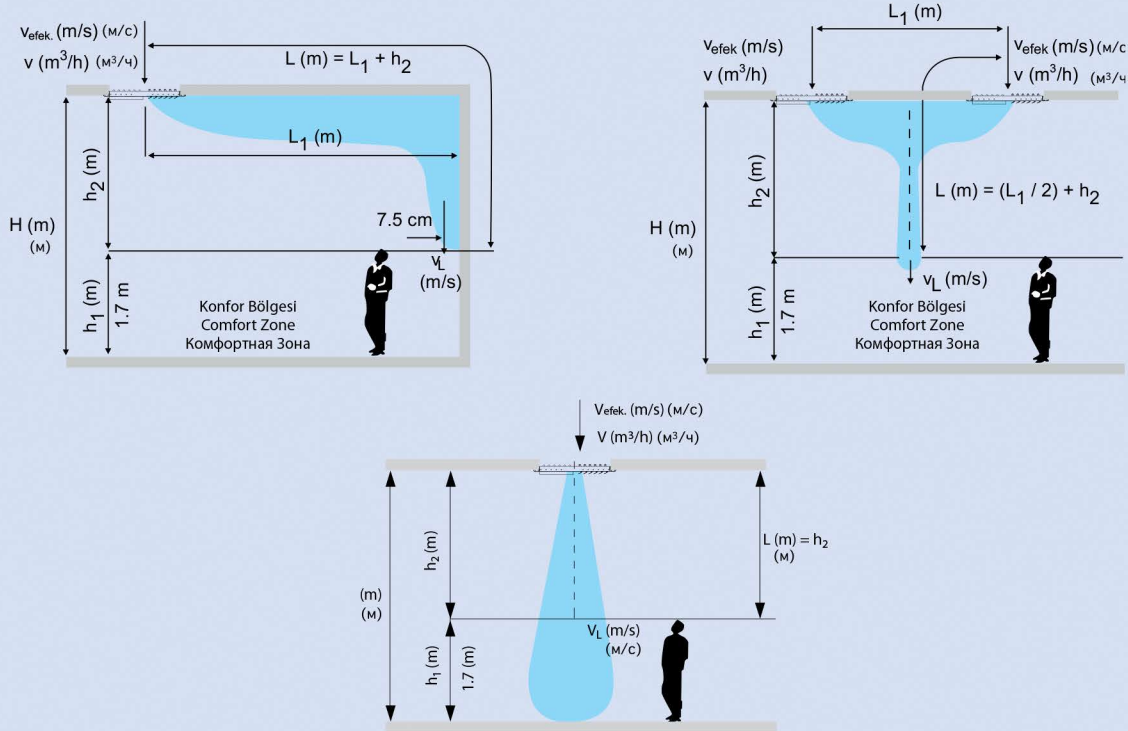 vefek. (m/s) (м/с)
v (m³/h) (м³/ч)
L (m) = L₁ + h₂
L₁ (m)
h₂ (m)
H (m)
(м)
7.5 cm
vL
(m/s)
h₁ (m)
1.7 m
Konfor Bölgesi
Comfort Zone
Комфортная Зона
L₁ (m)
vefek (m/s)
v (m³/h)
vefek (m/s) (м/с
v (m³/h) (м³/ч
h₂ (m)
L (m) = (L₁ / 2) + h₂
H (m)
(м)
vL (m/s)
h₁ (m)
1.7 m
Konfor Bölgesi
Comfort Zone
Комфортная Зона
Vefek. (m/s) (м/с)
V (m³/h) (м³/ч)
h₂ (m)
L (m) = h₂
(м)
(m)
(м)
VL (m/s)
(м/с)
h₁ (m)
1.7 (m)